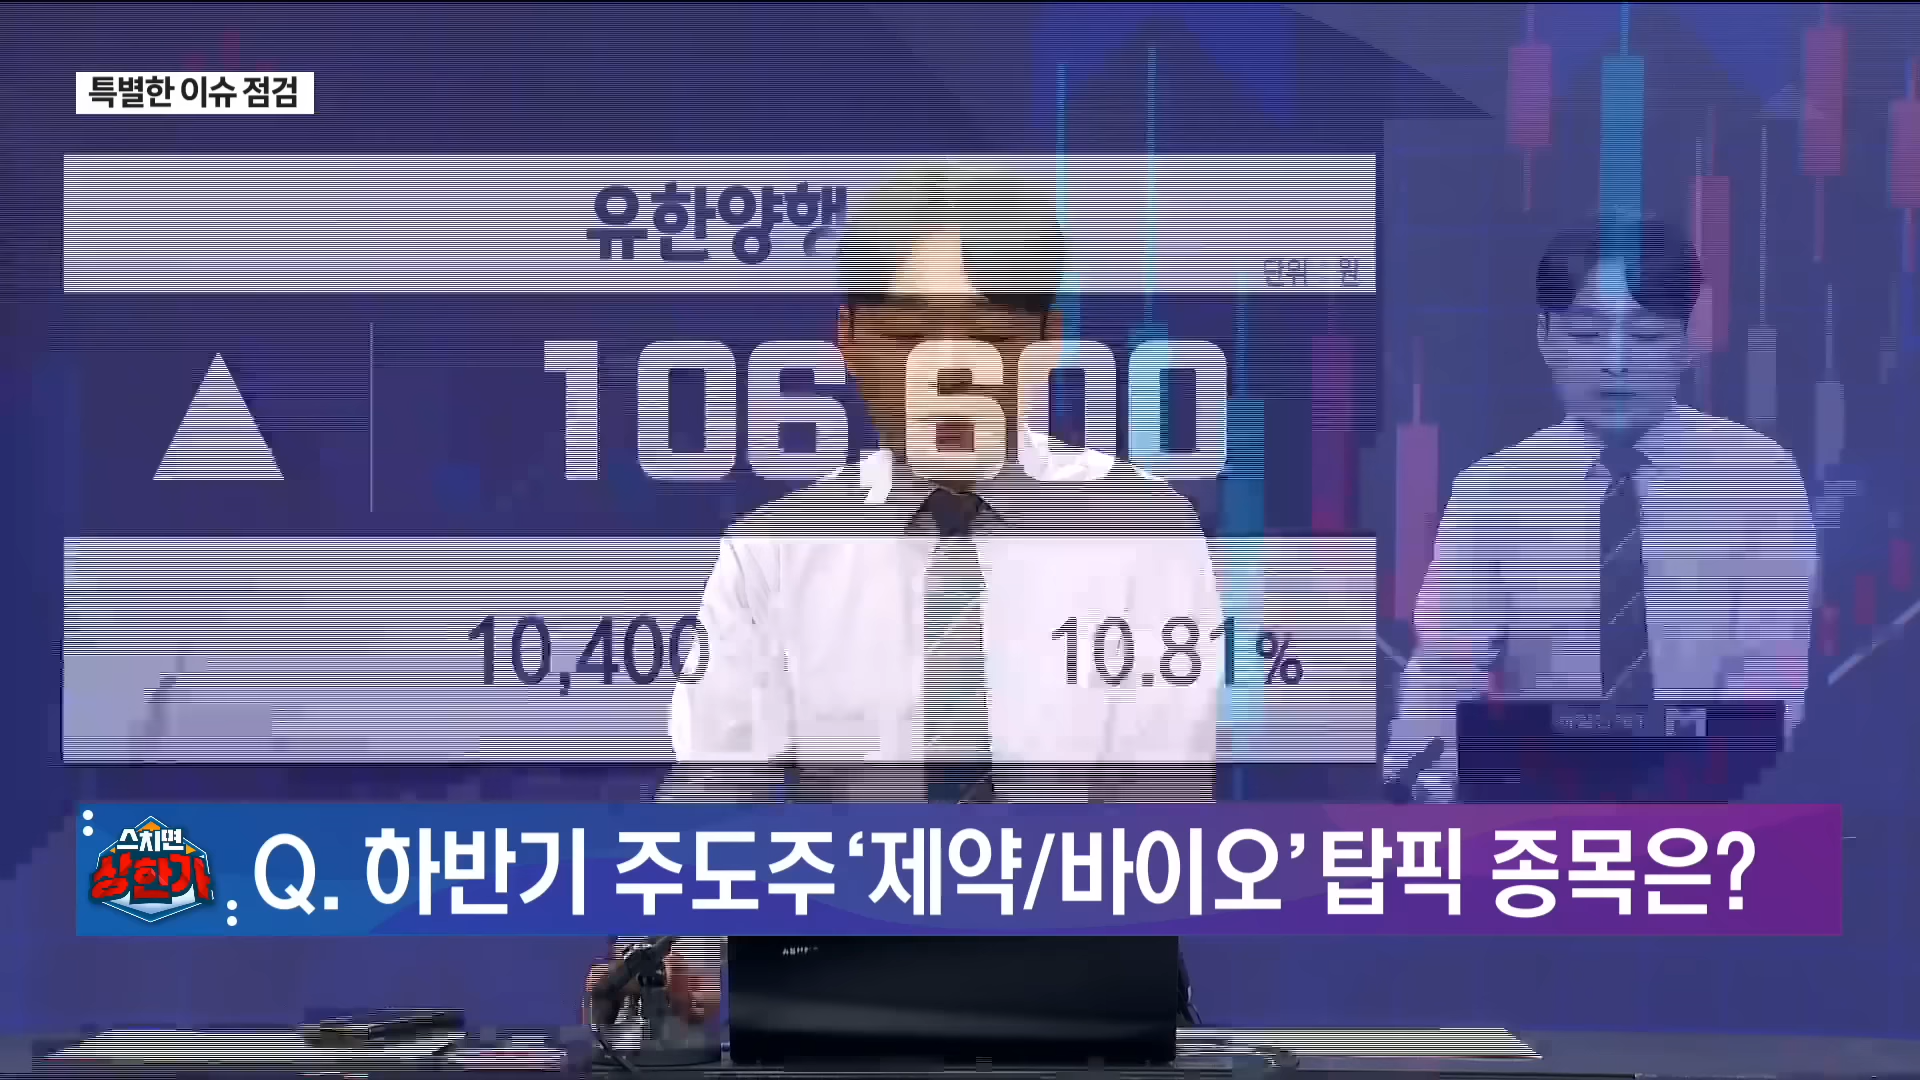 특별한 이슈 점검
유한양행
단위 : 원
▲ 106,600
10,400 10.81%
스치면
상한가
Q. 하반기 주도주 ‘제약/바이오’ 탑픽 종목은?